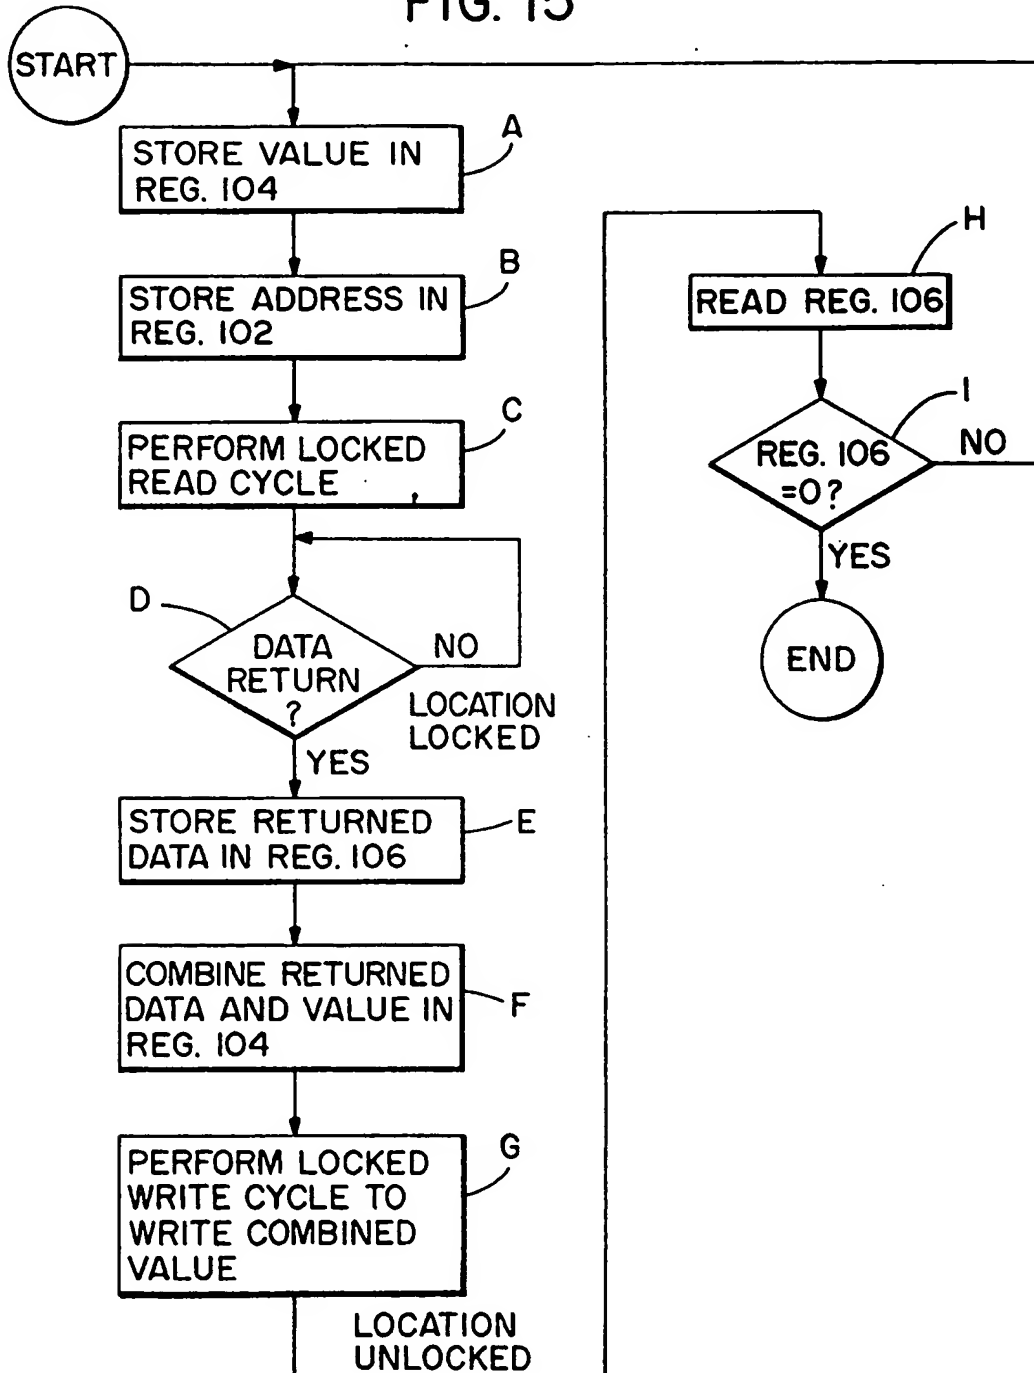 FIG. 15
START
A
STORE VALUE IN
REG. 104
B
STORE ADDRESS IN
REG. 102
C
PERFORM LOCKED
READ CYCLE
D
DATA
RETURN
?
NO
LOCATION
LOCKED
YES
STORE RETURNED
DATA IN REG. 106
E
COMBINE RETURNED
DATA AND VALUE IN
REG. 104
F
G
PERFORM LOCKED
WRITE CYCLE TO
WRITE COMBINED
VALUE
LOCATION
UNLOCKED
H
READ REG. 106
I
REG. 106
=0?
NO
YES
END